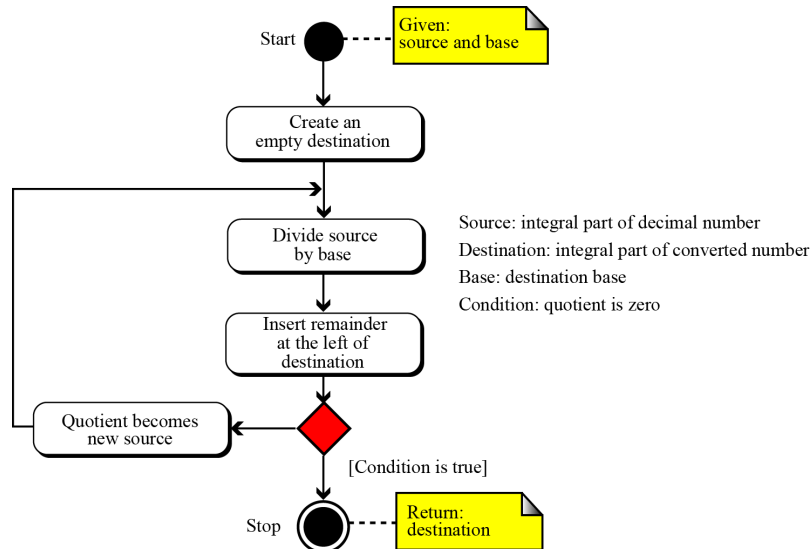 Start
Given:
source and base
Create an
empty destination
Divide source
by base
Source: integral part of decimal number
Destination: integral part of converted number
Base: destination base
Condition: quotient is zero
Insert remainder
at the left of
destination
Quotient becomes
new source
[Condition is true]
Stop
Return:
destination